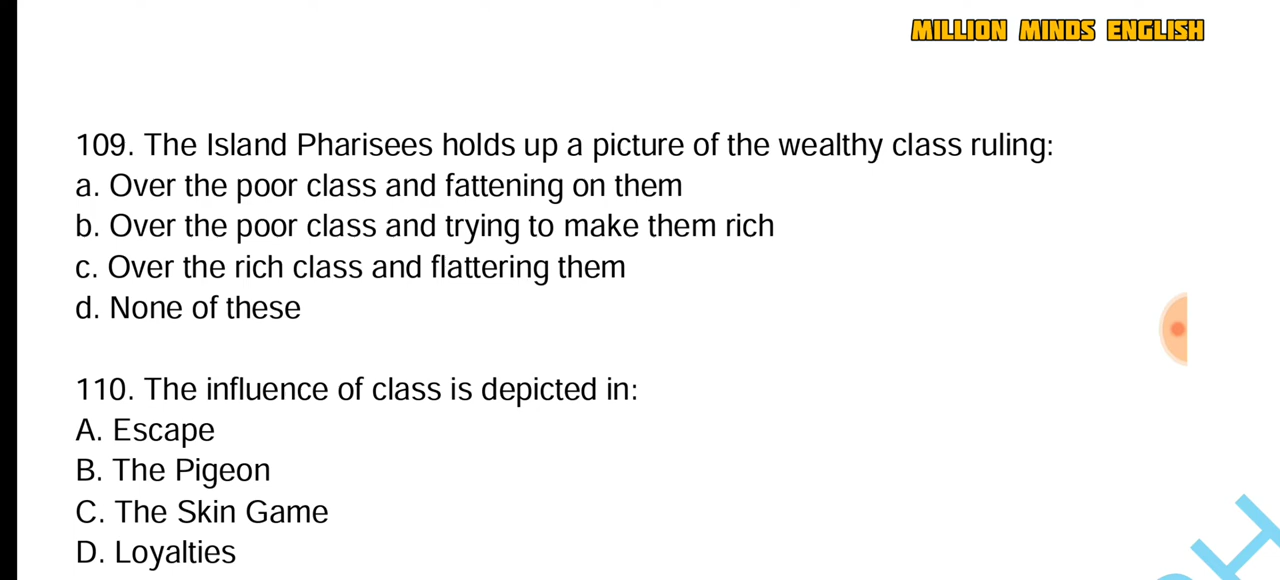 MILLION MINDS ENGLISH
109. The Island Pharisees holds up a picture of the wealthy class ruling:
a. Over the poor class and fattening on them
b. Over the poor class and trying to make them rich
c. Over the rich class and flattering them
d. None of these
110. The influence of class is depicted in:
A. Escape
B. The Pigeon
C. The Skin Game
D. Loyalties